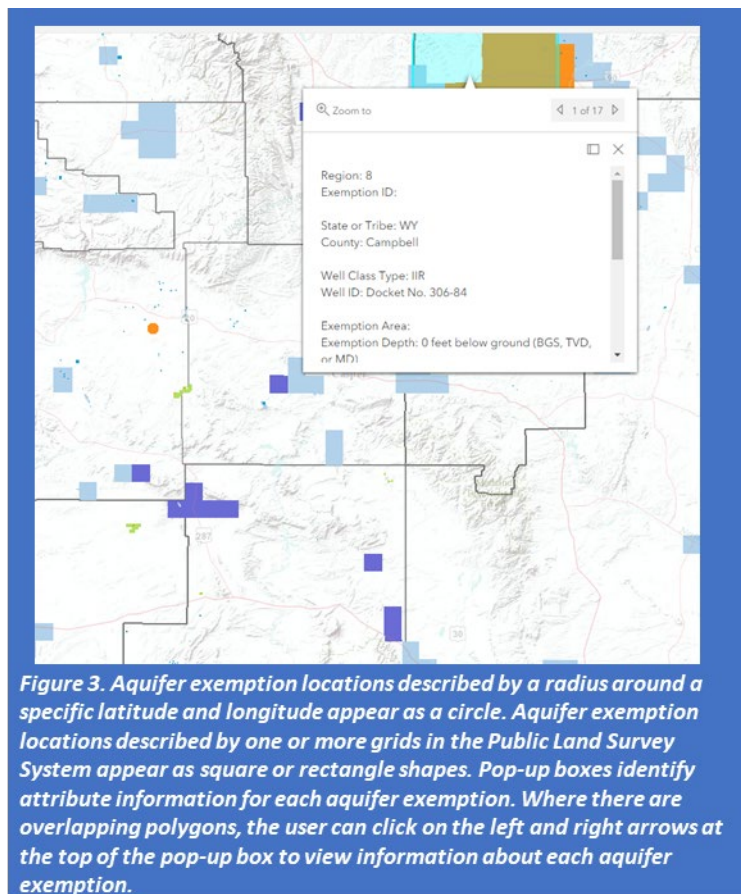 Zoom to
1 of 17
Region: 8
Exemption ID:
State or Tribe: WY
County: Campbell
Well Class Type: IIR
Well ID: Docket No. 306-84
Exemption Area:
Exemption Depth: 0 feet below ground (BGS, TVD,
or MD)
287
30
Figure 3. Aquifer exemption locations described by a radius around a
specific latitude and longitude appear as a circle. Aquifer exemption
locations described by one or more grids in the Public Land Survey
System appear as square or rectangle shapes. Pop-up boxes identify
attribute information for each aquifer exemption. Where there are
overlapping polygons, the user can click on the left and right arrows at
the top of the pop-up box to view information about each aquifer
exemption.